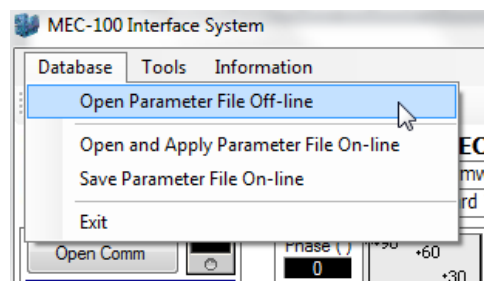 MEC-100 Interface System
Database Tools Information
Open Parameter File Off-line
Open and Apply Parameter File On-line
Save Parameter File On-line
Exit
Open Comm
Phase ( )
0
+90
+60
+30